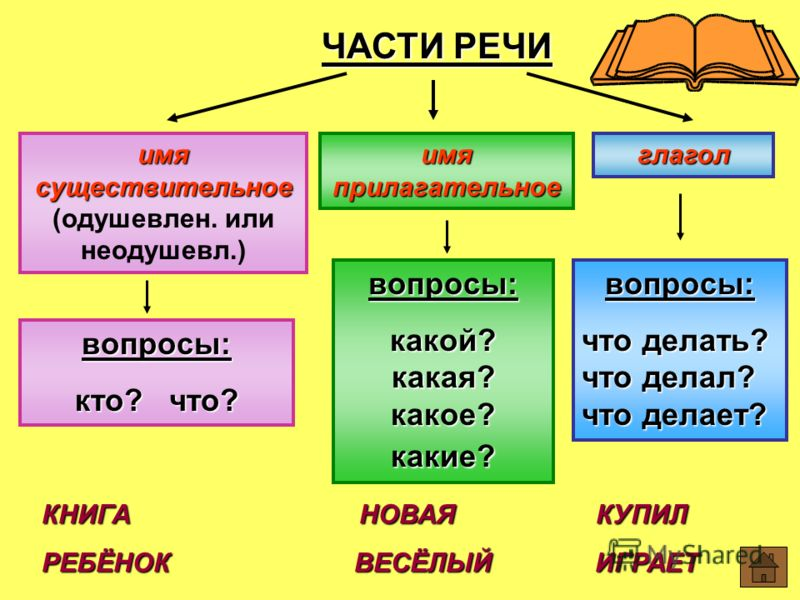 ЧАСТИ РЕЧИ
имя
существительное
(одушевлен. или
неодушевл.)
вопросы:
кто? что?
имя
прилагательное
вопросы:
какой?
какая?
какое?
какие?
глагол
вопросы:
что делать?
что делал?
что делает?
КНИГА НОВАЯ КУПИЛ
РЕБЁНОК ВЕСЁЛЫЙ ИГРАЕТ
MyShared